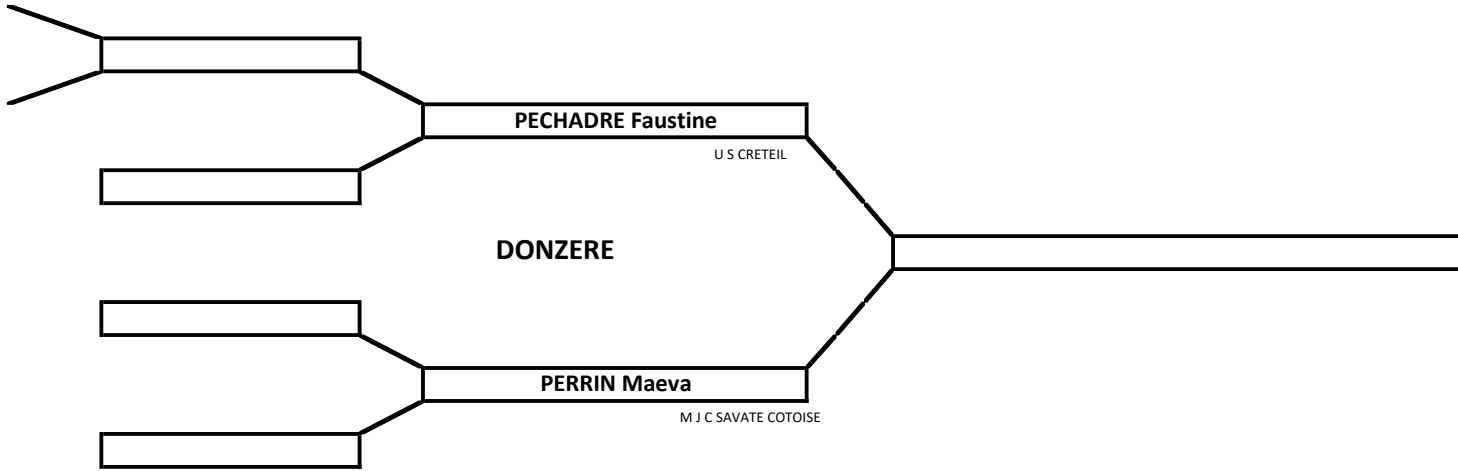 PECHADRE Faustine
U S CRETEIL
DONZERE
PERRIN Maeva
M J C SAVATE COTOISE